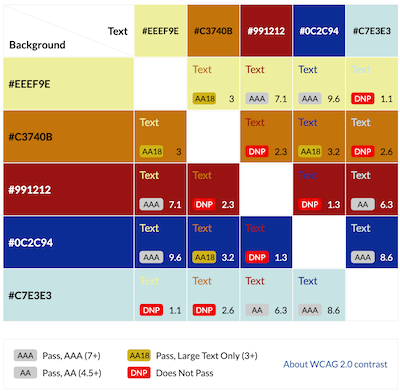 Text #EEEF9E #C3740B #991212 #0C2C94 #C7E3E3
Background
#EEEF9E Text Text Text Text
AA18 3 AAA 7.1 AAA 9.6 DNP 1.1
#C3740B Text Text Text Text
AA18 3 DNP 2.3 AA18 3.2 DNP 2.6
#991212 Text Text Text Text
AAA 7.1 DNP 2.3 DNP 1.3 AA 6.3
#0C2C94 Text Text Text Text
AAA 9.6 AA18 3.2 DNP 1.3 AAA 8.6
#C7E3E3 Text Text Text Text
DNP 1.1 DNP 2.6 AA 6.3 AAA 8.6
AAA Pass, AAA (7+) AA18 Pass, Large Text Only (3+) About WCAG 2.0 contrast
AA Pass, AA (4.5+) DNP Does Not Pass